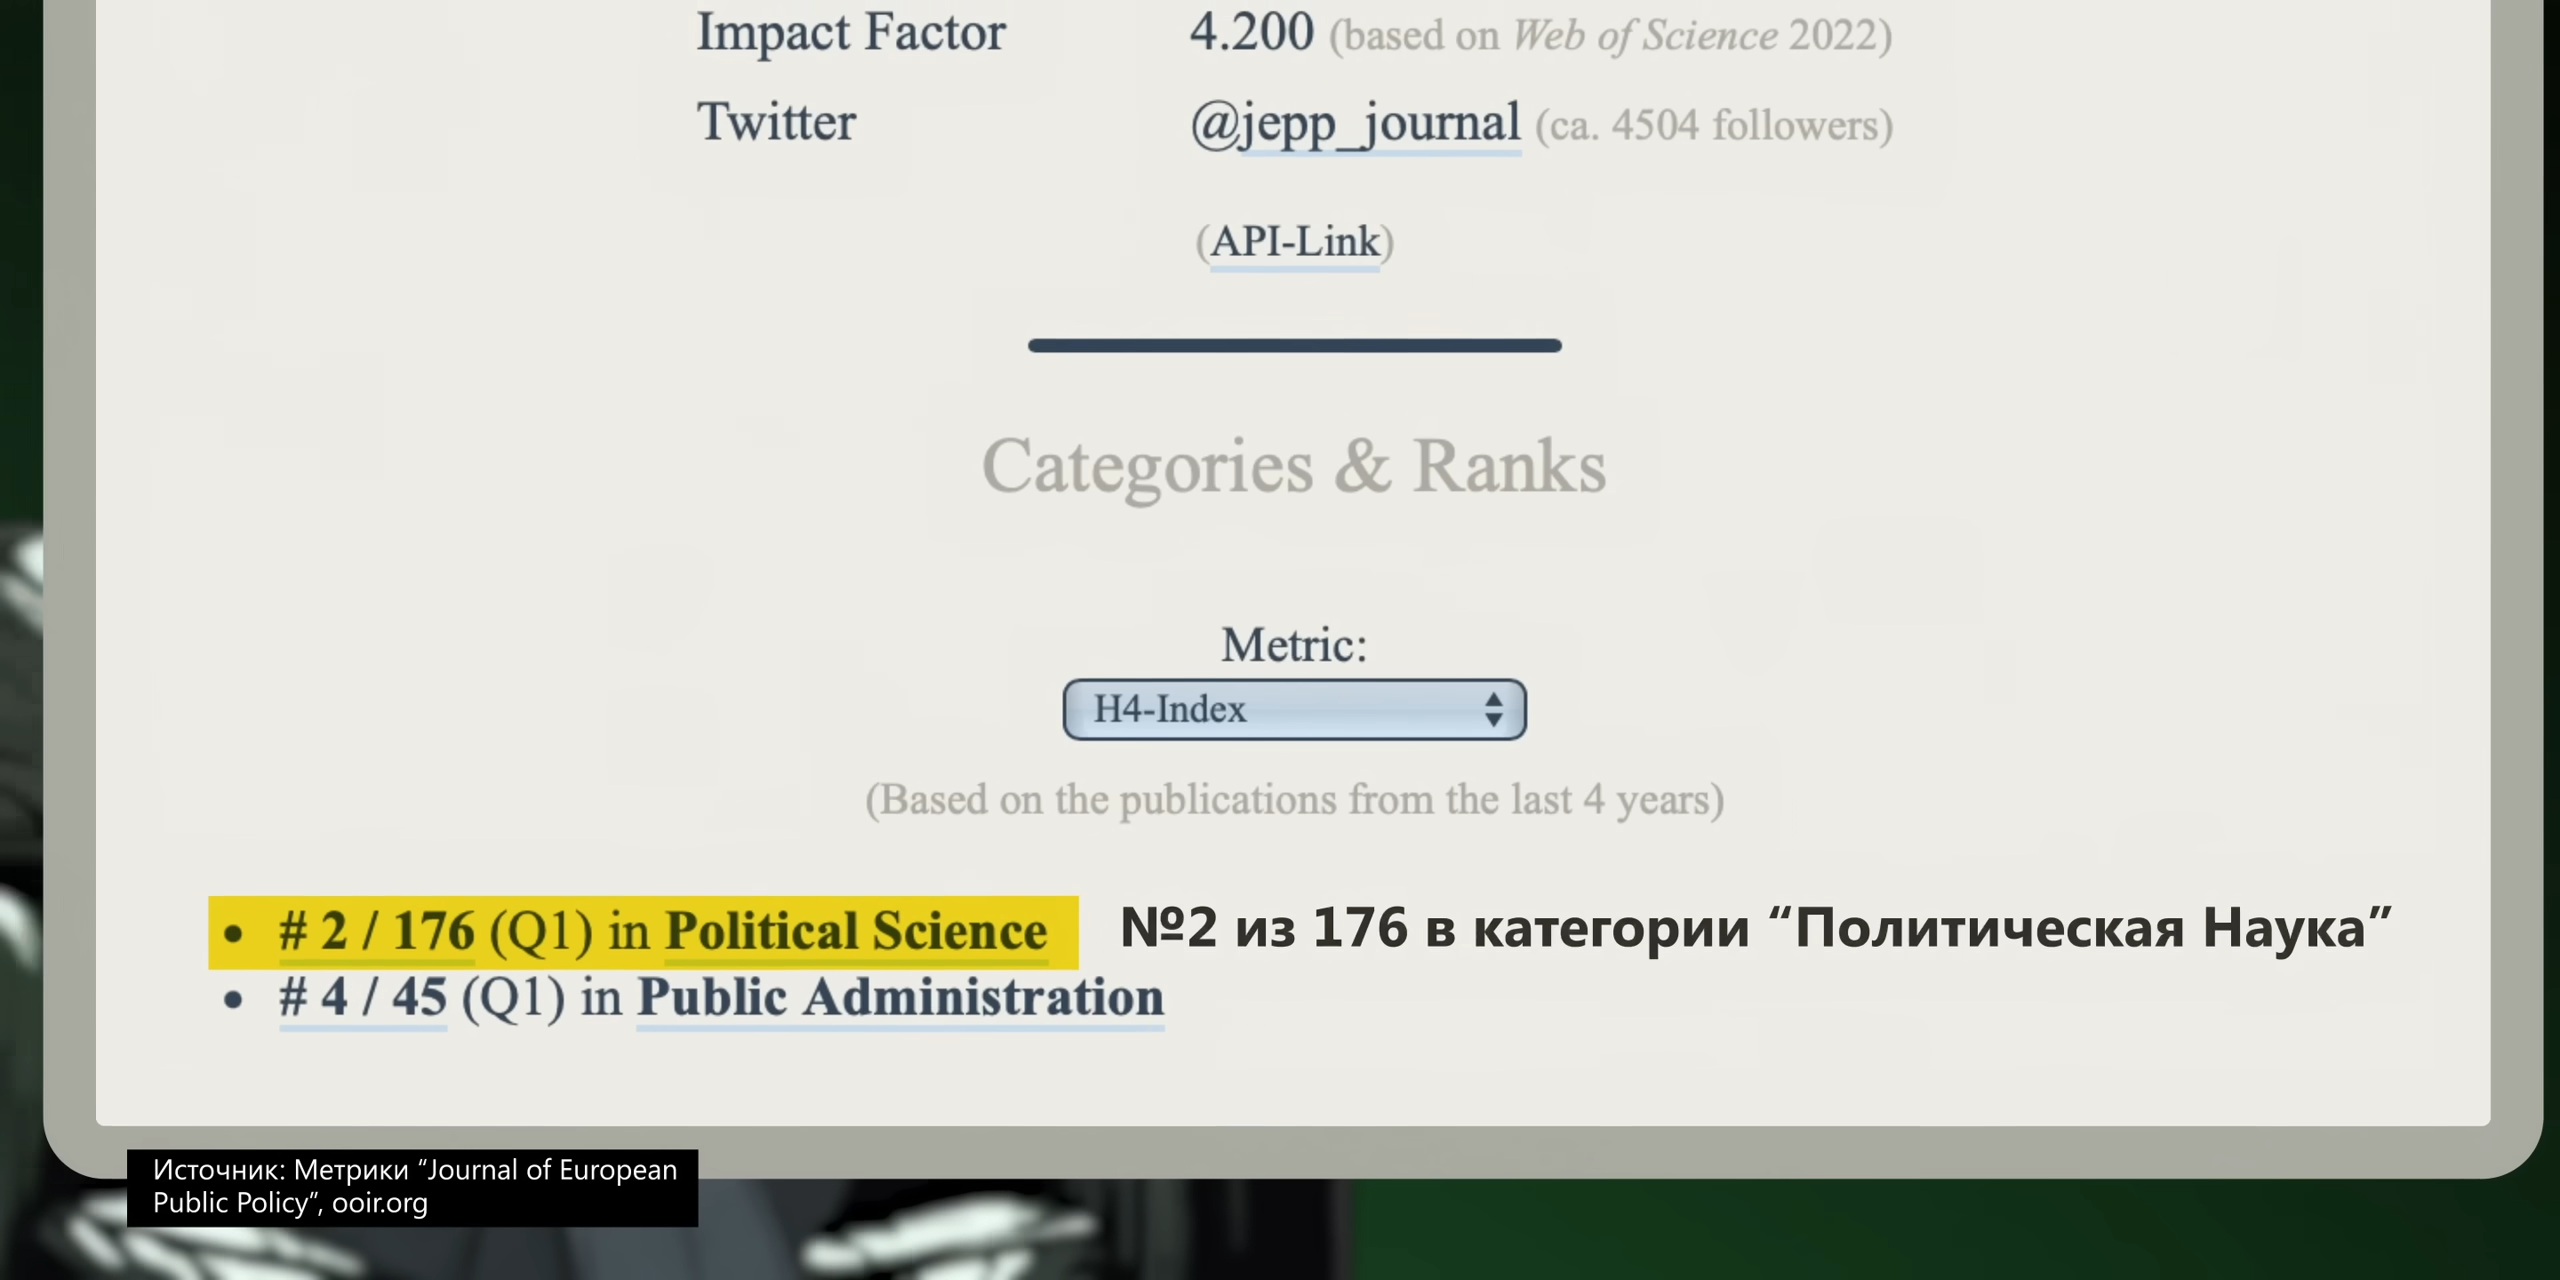 Impact Factor 4.200 (based on Web of Science 2022)
Twitter @jepp_journal (ca. 4504 followers)
(API-Link)
Categories & Ranks
Metric:
H4-Index
(Based on the publications from the last 4 years)
• # 2 / 176 (Q1) in Political Science №2 из 176 в категории “Политическая Наука”
• # 4 / 45 (Q1) in Public Administration
Источник: Метрики “Journal of European
Public Policy”, ooir.org